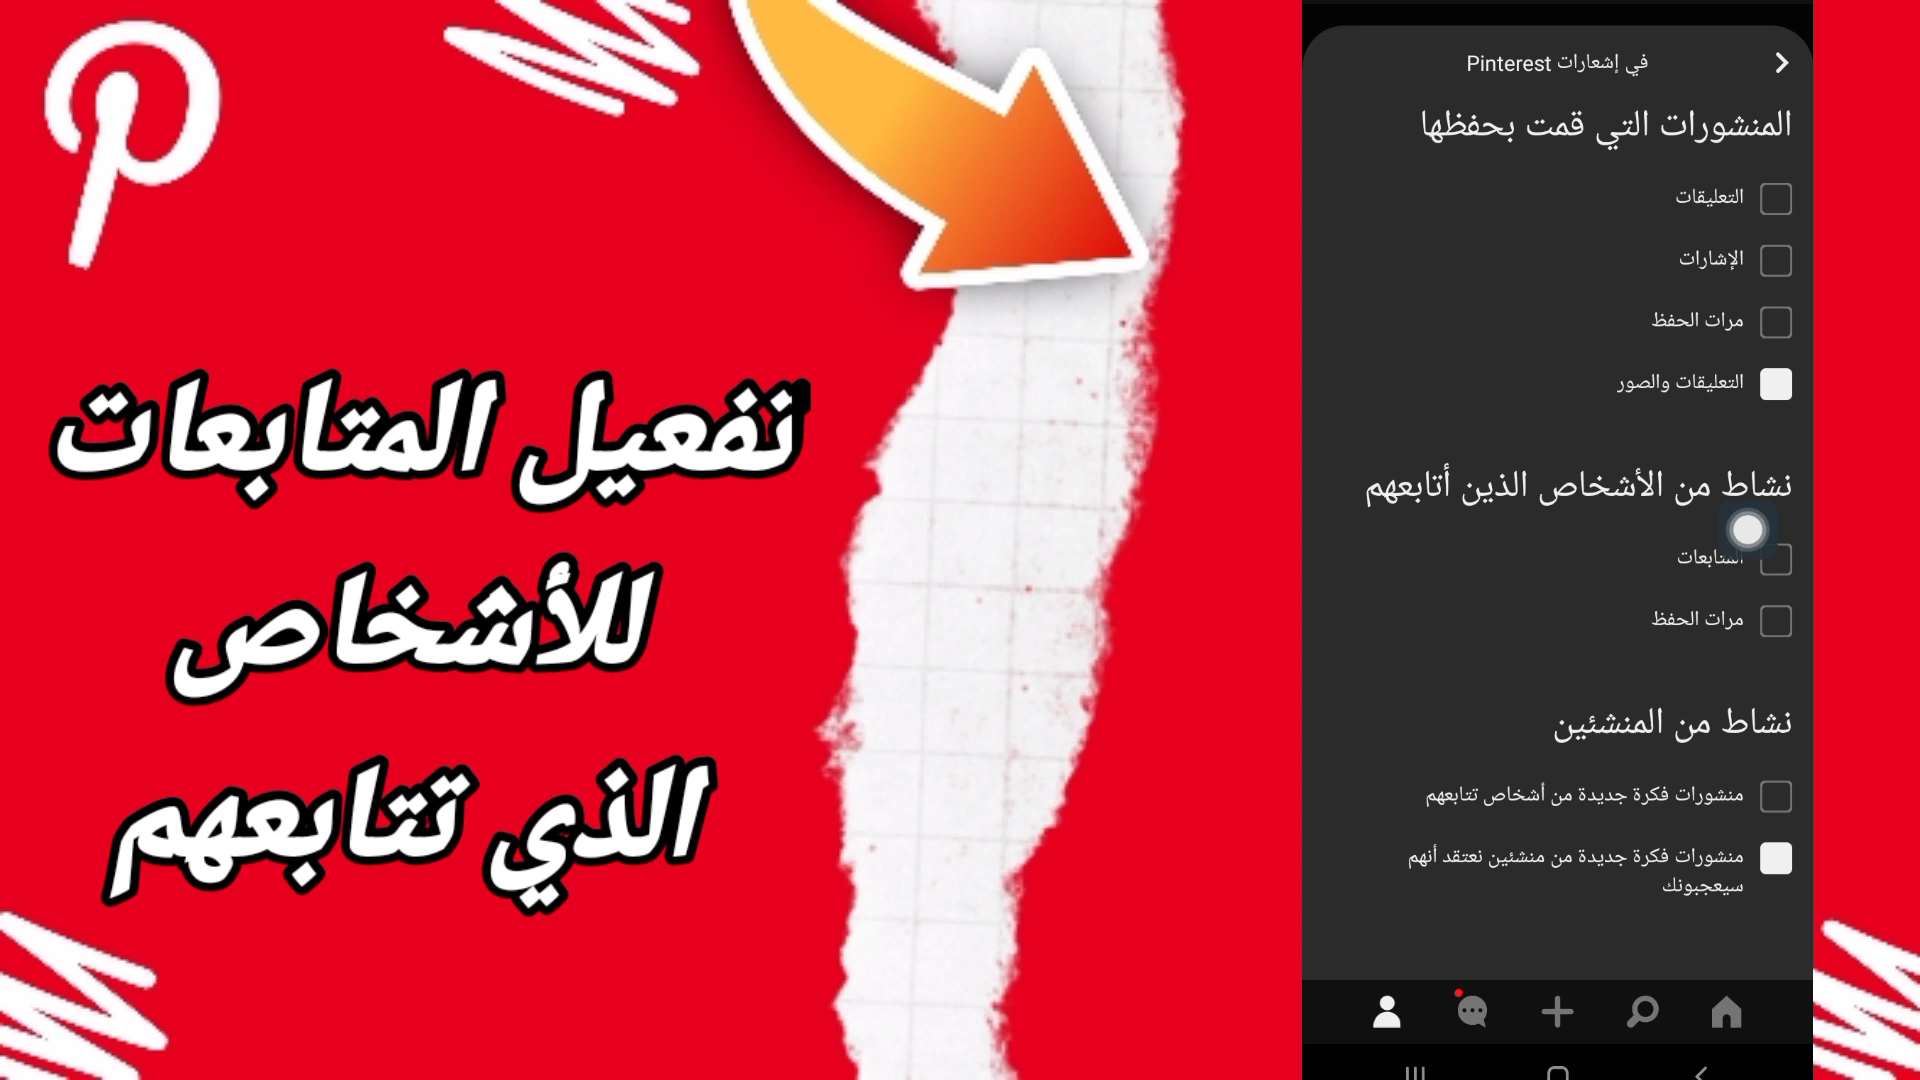 تفعيل المتابعات
للأشخاص
الذي تتابعهم
في إشعارات Pinterest
المنشورات التي قمت بحفظها
التعليقات
الإشارات
مرات الحفظ
التعليقات والصور
نشاط من الأشخاص الذين أتابعهم
المتابعات
مرات الحفظ
نشاط من المنشئين
منشورات فكرة جديدة من أشخاص تتابعهم
منشورات فكرة جديدة من منشئين نعتقد أنهم
سيعجبونك